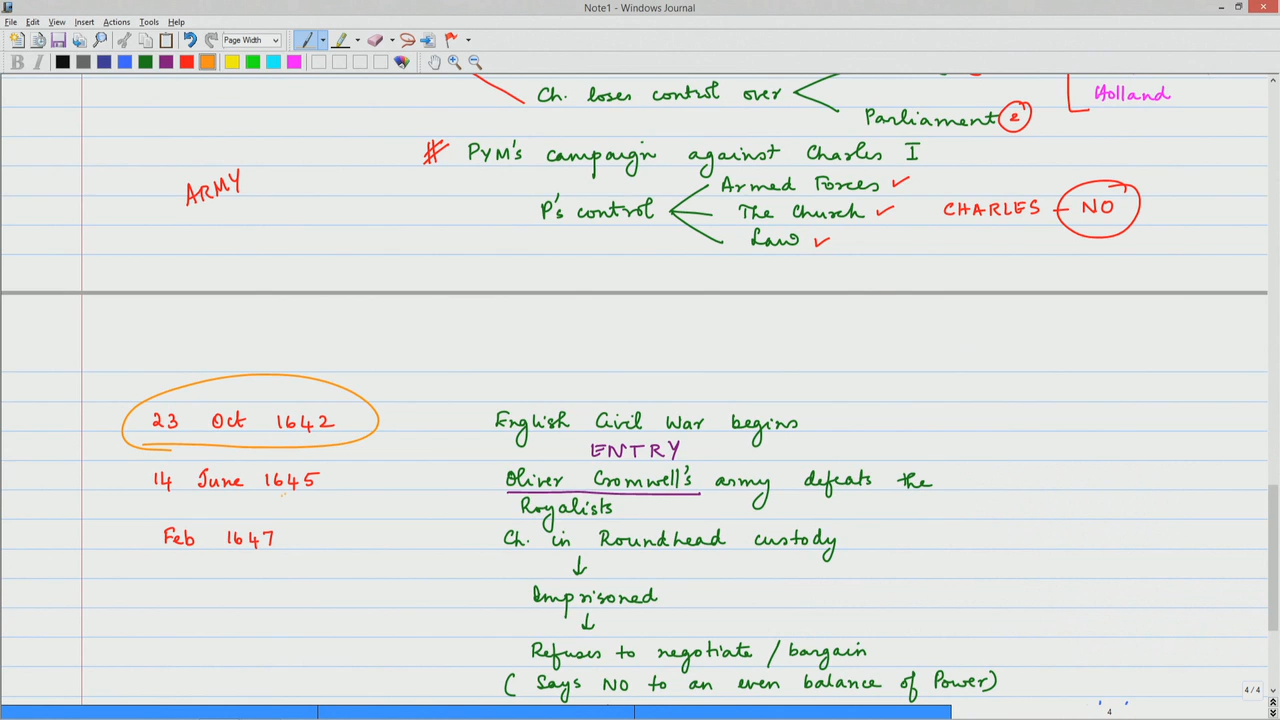 Note1 - Windows Journal
File Edit View Insert Actions Tools Help
Page Width
B I
Ch. loses control over
Holland
Parliament 2
# PYM's campaign against Charles I
ARMY
Armed Forces ✓
P's control The Church ✓ CHARLES - NO
Law ✓
23 Oct 1642 English Civil War begins
ENTRY
14 June 1645 Oliver Cromwell's army defeats the
Royalists
Feb 1647 Ch. in Roundhead custody
↓
Imprisoned
↓
Refuses to negotiate / bargain
( Says NO to an even balance of Power)
4 / 4
4